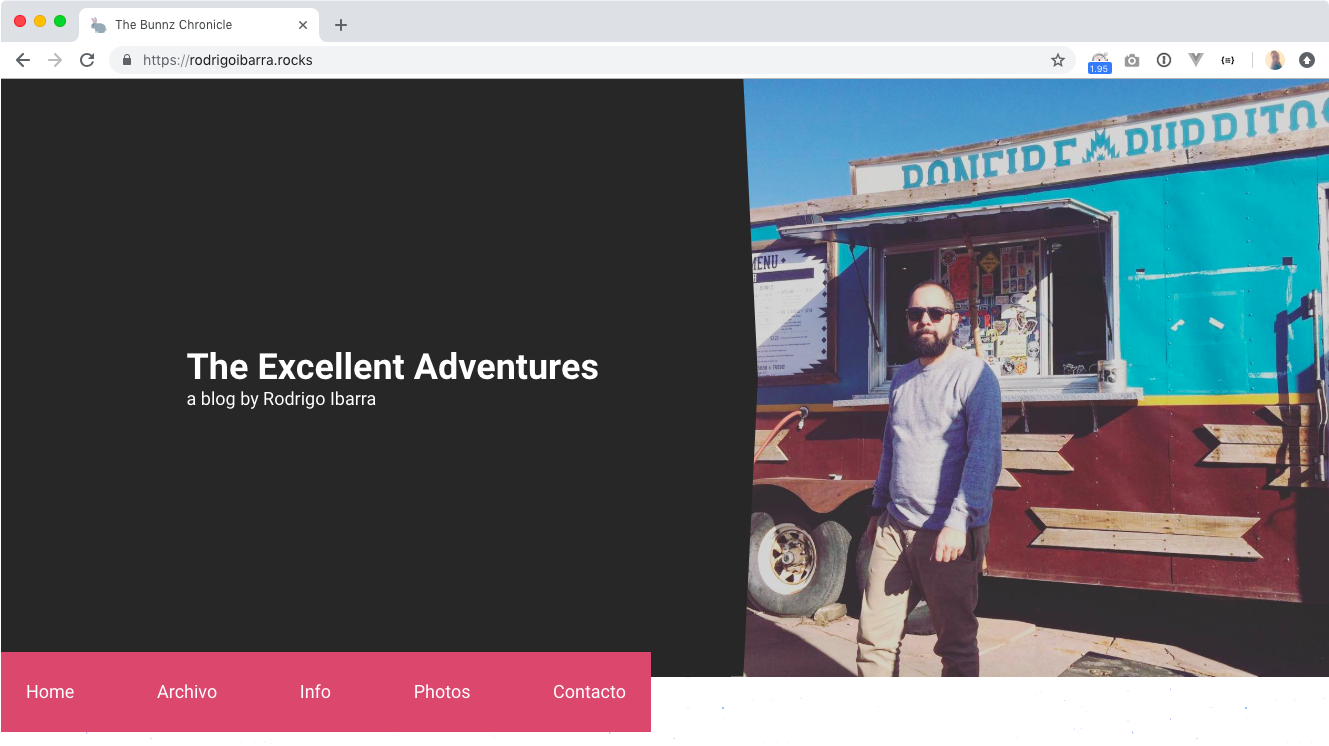 The Bunnz Chronicle
https://rodrigoibarra.rocks
1.95
BONFIRE BURRITOS
MENU
The Excellent Adventures
a blog by Rodrigo Ibarra
Home Archivo Info Photos Contacto